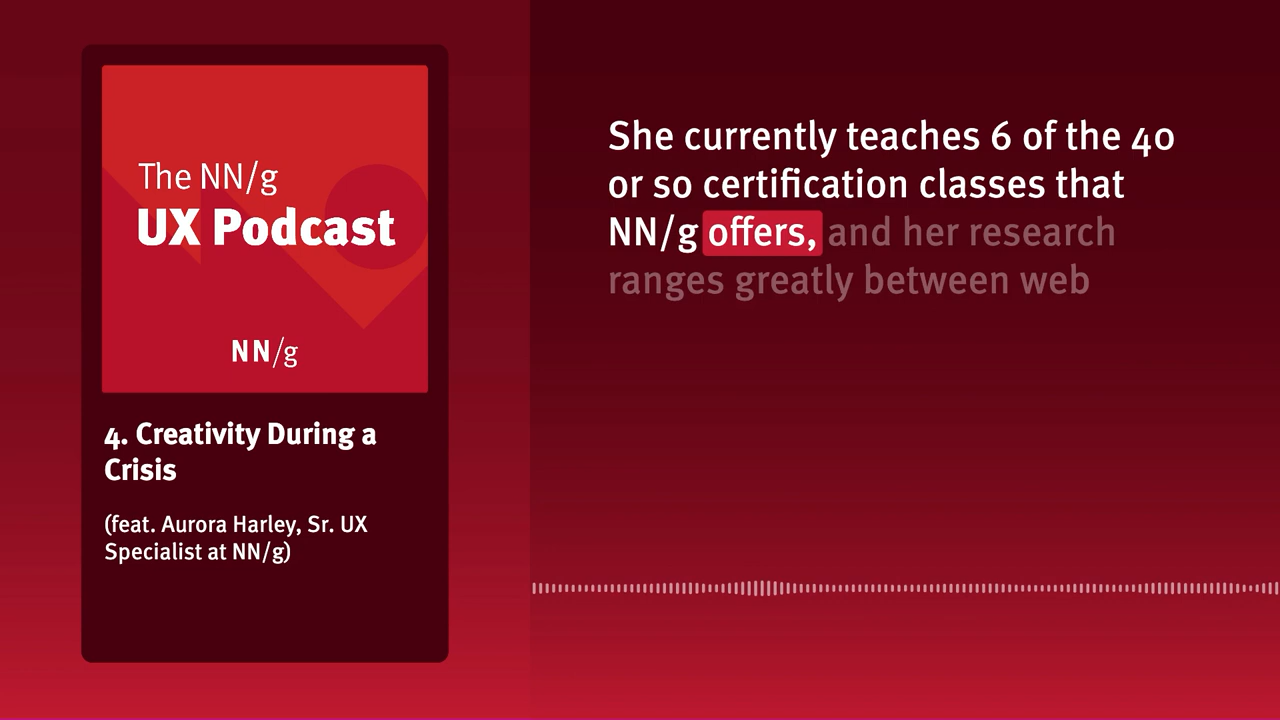 The NN/g
UX Podcast
NN/g
4. Creativity During a
Crisis
(feat. Aurora Harley, Sr. UX
Specialist at NN/g)
She currently teaches 6 of the 40
or so certification classes that
NN/g offers, and her research
ranges greatly between web